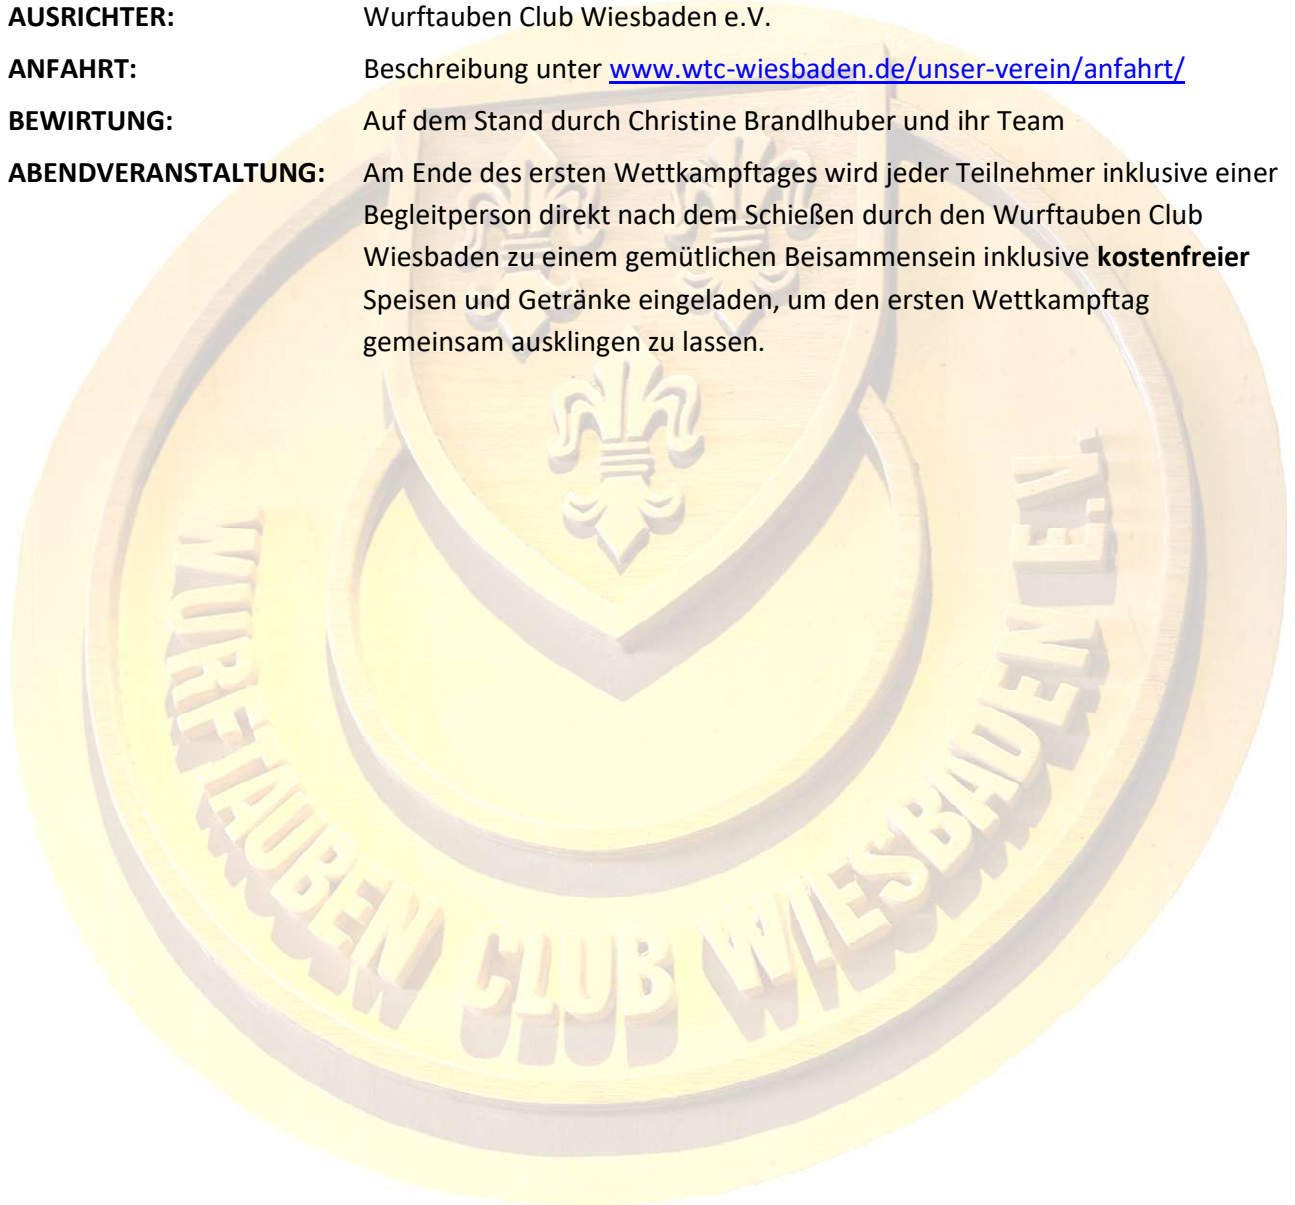 AUSRICHTER: Wurftauben Club Wiesbaden e.V.
ANFAHRT: Beschreibung unter www.wtc-wiesbaden.de/unser-verein/anfahrt/
BEWIRTUNG: Auf dem Stand durch Christine Brandlhuber und ihr Team
ABENDVERANSTALTUNG: Am Ende des ersten Wettkampftages wird jeder Teilnehmer inklusive einer
Begleitperson direkt nach dem Schießen durch den Wurftauben Club
Wiesbaden zu einem gemütlichen Beisammensein inklusive kostenfreier
Speisen und Getränke eingeladen, um den ersten Wettkampftag
gemeinsam ausklingen zu lassen.
WURFTAUBEN CLUB WIESBADEN E.V.